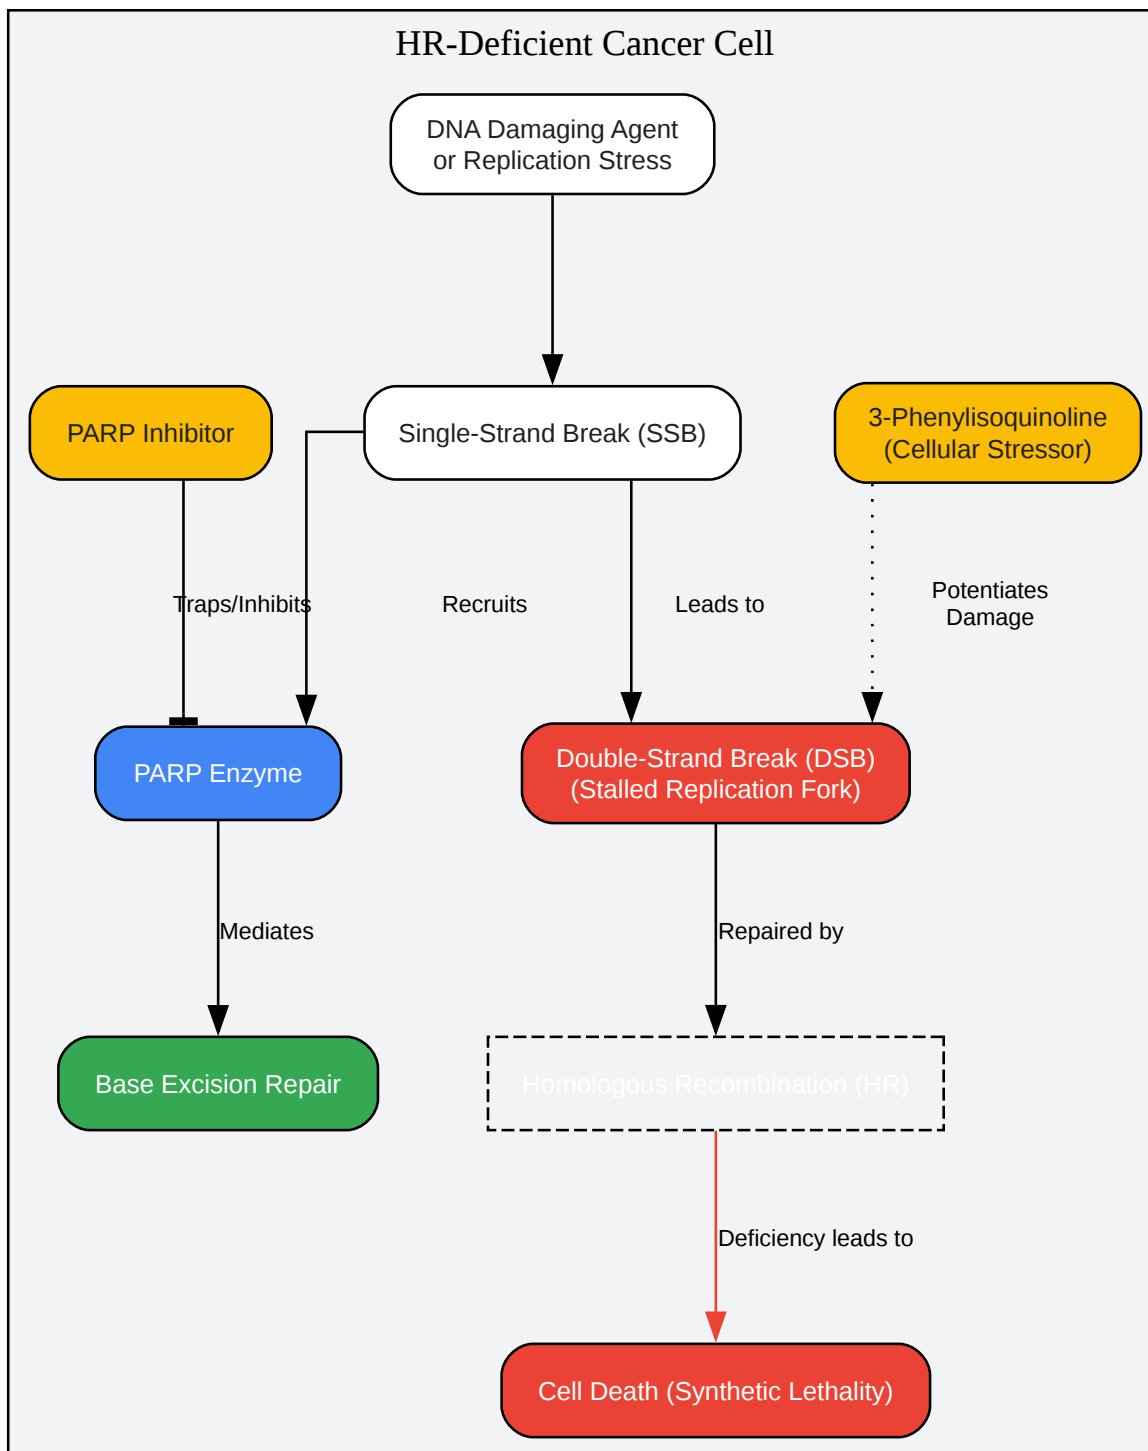 HR-Deficient Cancer Cell
DNA Damaging Agent
or Replication Stress
PARP Inhibitor
Single-Strand Break (SSB)
3-Phenylisoquinoline
(Cellular Stressor)
Traps/Inhibits
Recruits
Leads to
Potentiates
Damage
PARP Enzyme
Double-Strand Break (DSB)
(Stalled Replication Fork)
Mediates
Repaired by
Base Excision Repair
Homologous Recombination (HR)
Deficiency leads to
Cell Death (Synthetic Lethality)